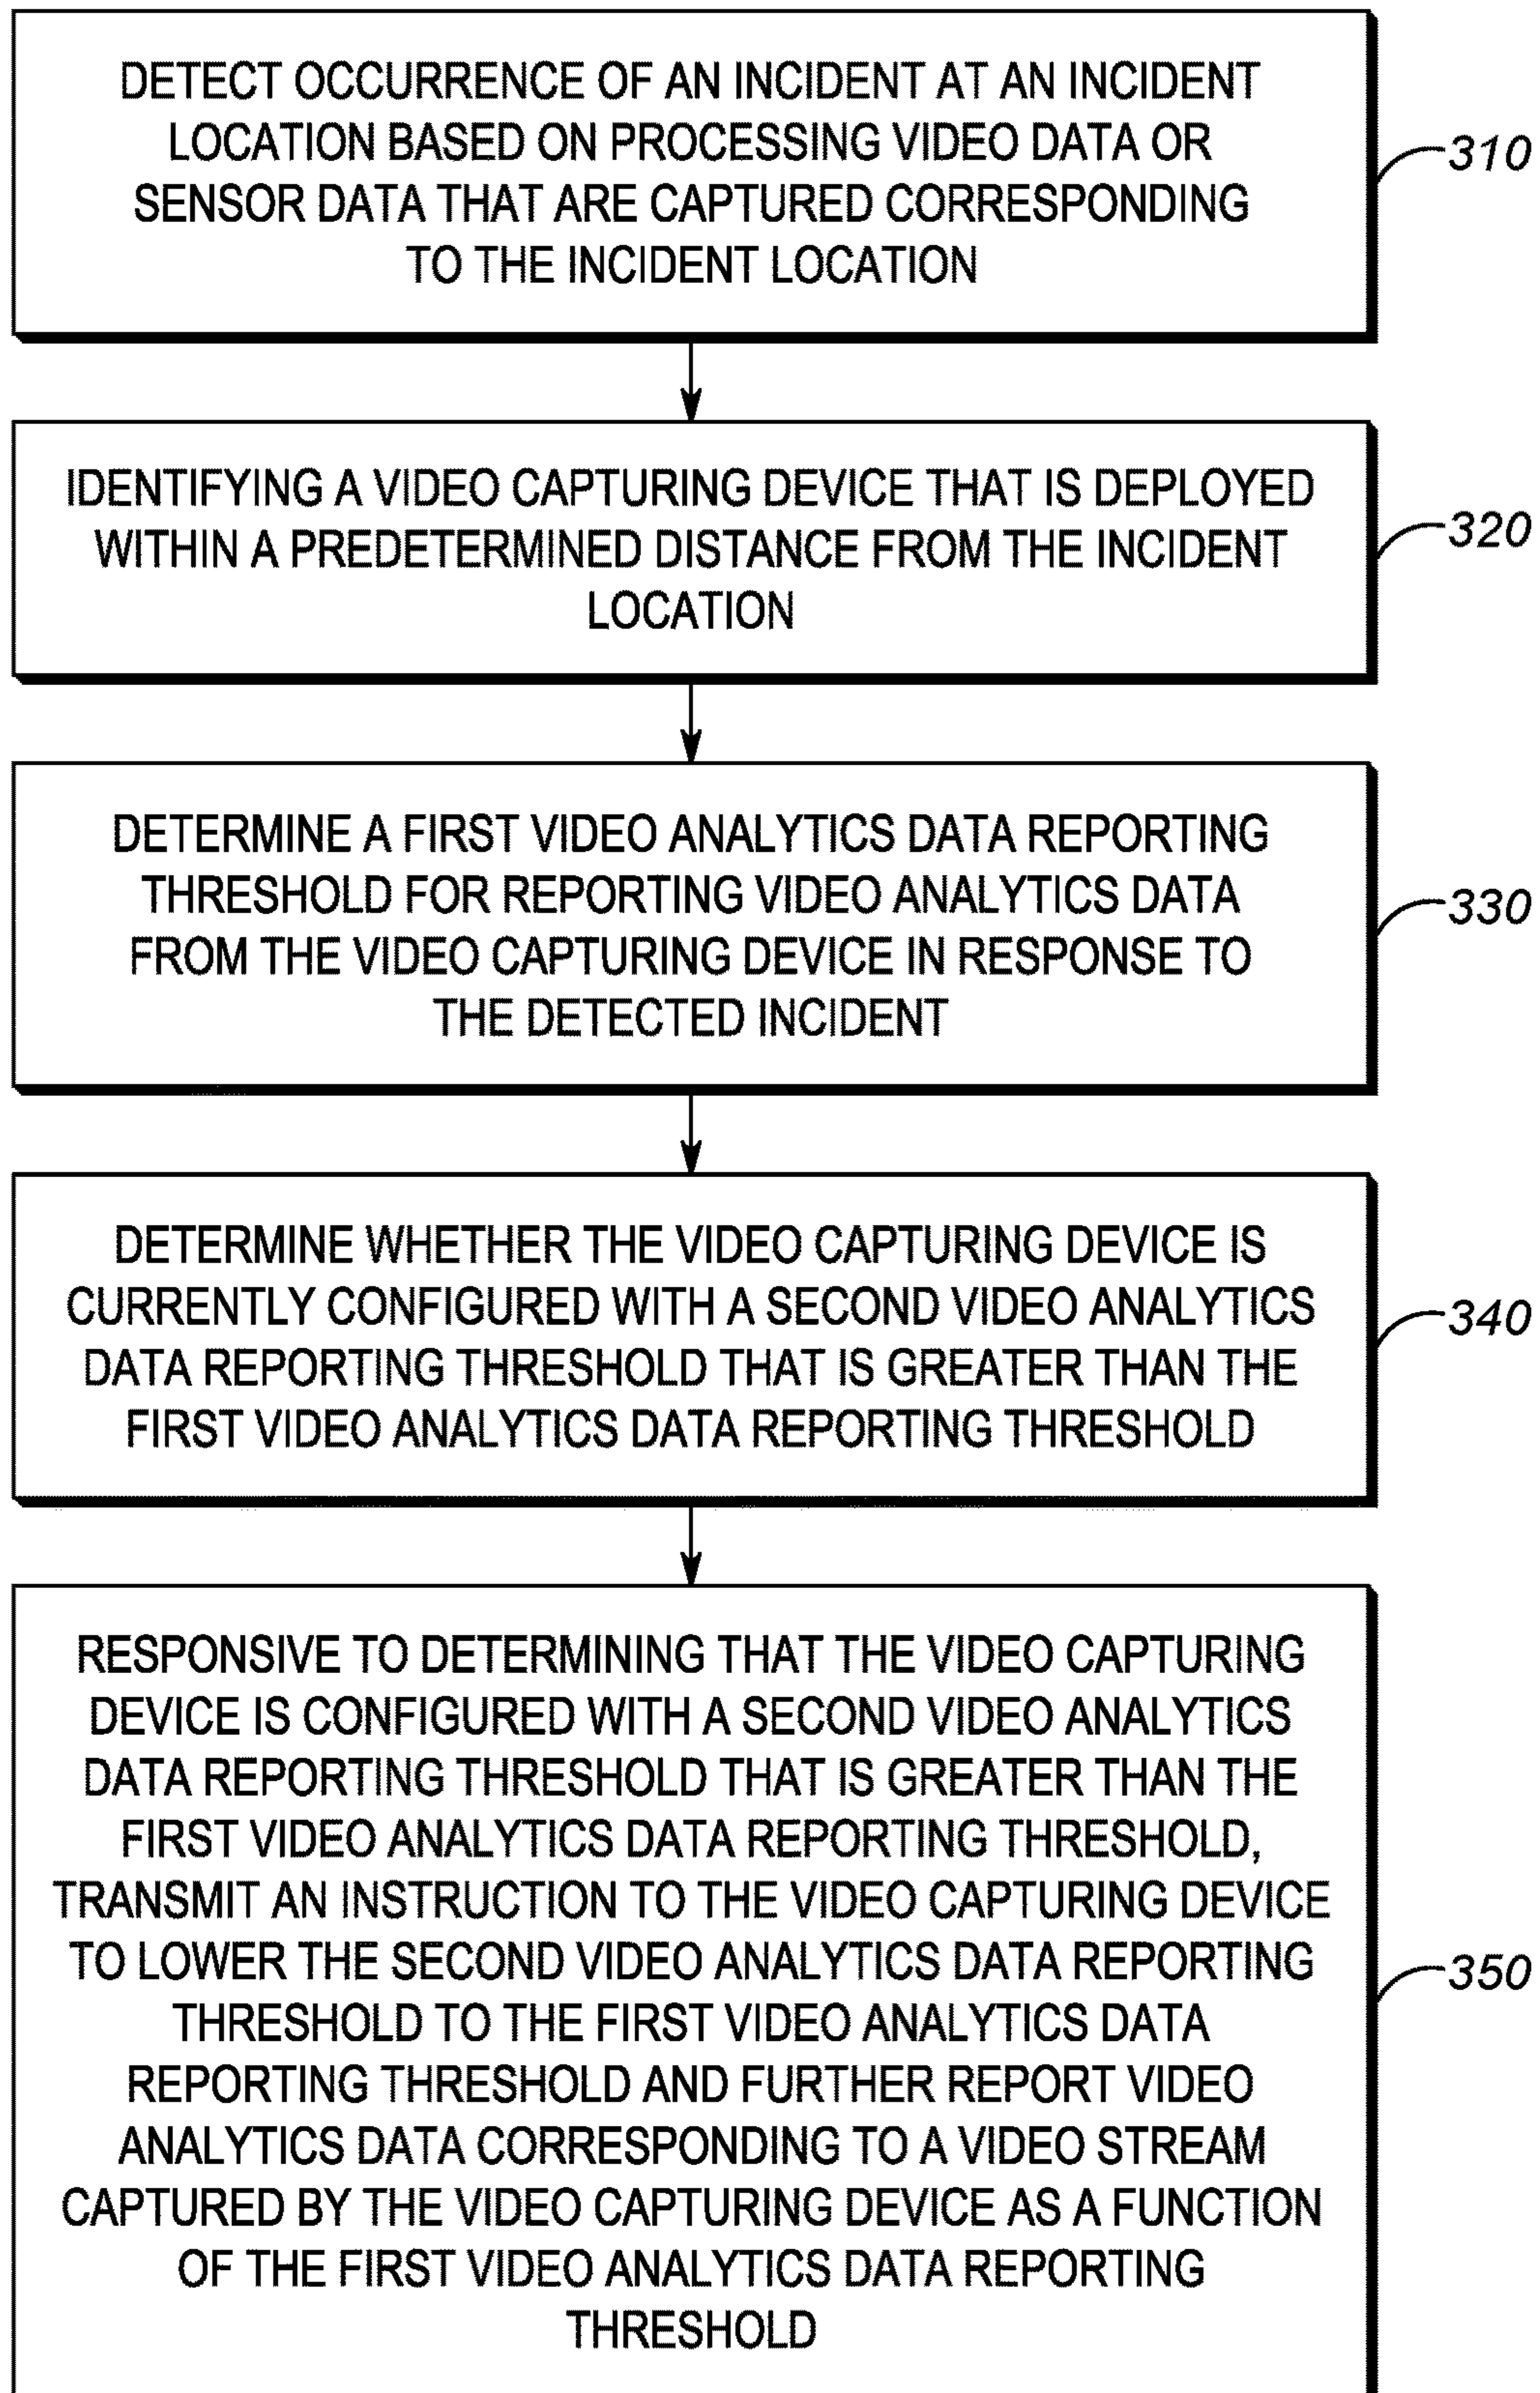 DETECT OCCURRENCE OF AN INCIDENT AT AN INCIDENT
LOCATION BASED ON PROCESSING VIDEO DATA OR
SENSOR DATA THAT ARE CAPTURED CORRESPONDING
TO THE INCIDENT LOCATION
310
IDENTIFYING A VIDEO CAPTURING DEVICE THAT IS DEPLOYED
WITHIN A PREDETERMINED DISTANCE FROM THE INCIDENT
LOCATION
320
DETERMINE A FIRST VIDEO ANALYTICS DATA REPORTING
THRESHOLD FOR REPORTING VIDEO ANALYTICS DATA
FROM THE VIDEO CAPTURING DEVICE IN RESPONSE TO
THE DETECTED INCIDENT
330
DETERMINE WHETHER THE VIDEO CAPTURING DEVICE IS
CURRENTLY CONFIGURED WITH A SECOND VIDEO ANALYTICS
DATA REPORTING THRESHOLD THAT IS GREATER THAN THE
FIRST VIDEO ANALYTICS DATA REPORTING THRESHOLD
340
RESPONSIVE TO DETERMINING THAT THE VIDEO CAPTURING
DEVICE IS CONFIGURED WITH A SECOND VIDEO ANALYTICS
DATA REPORTING THRESHOLD THAT IS GREATER THAN THE
FIRST VIDEO ANALYTICS DATA REPORTING THRESHOLD,
TRANSMIT AN INSTRUCTION TO THE VIDEO CAPTURING DEVICE
TO LOWER THE SECOND VIDEO ANALYTICS DATA REPORTING
THRESHOLD TO THE FIRST VIDEO ANALYTICS DATA
REPORTING THRESHOLD AND FURTHER REPORT VIDEO
ANALYTICS DATA CORRESPONDING TO A VIDEO STREAM
CAPTURED BY THE VIDEO CAPTURING DEVICE AS A FUNCTION
OF THE FIRST VIDEO ANALYTICS DATA REPORTING
THRESHOLD
350